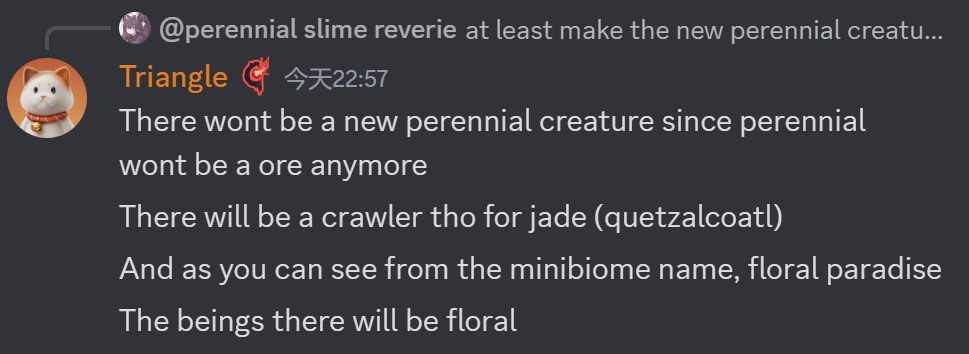 @perennial slime reverie at least make the new perennial creatu...
Triangle 今天22:57
There wont be a new perennial creature since perennial
wont be a ore anymore
There will be a crawler tho for jade (quetzalcoatl)
And as you can see from the minibiome name, floral paradise
The beings there will be floral